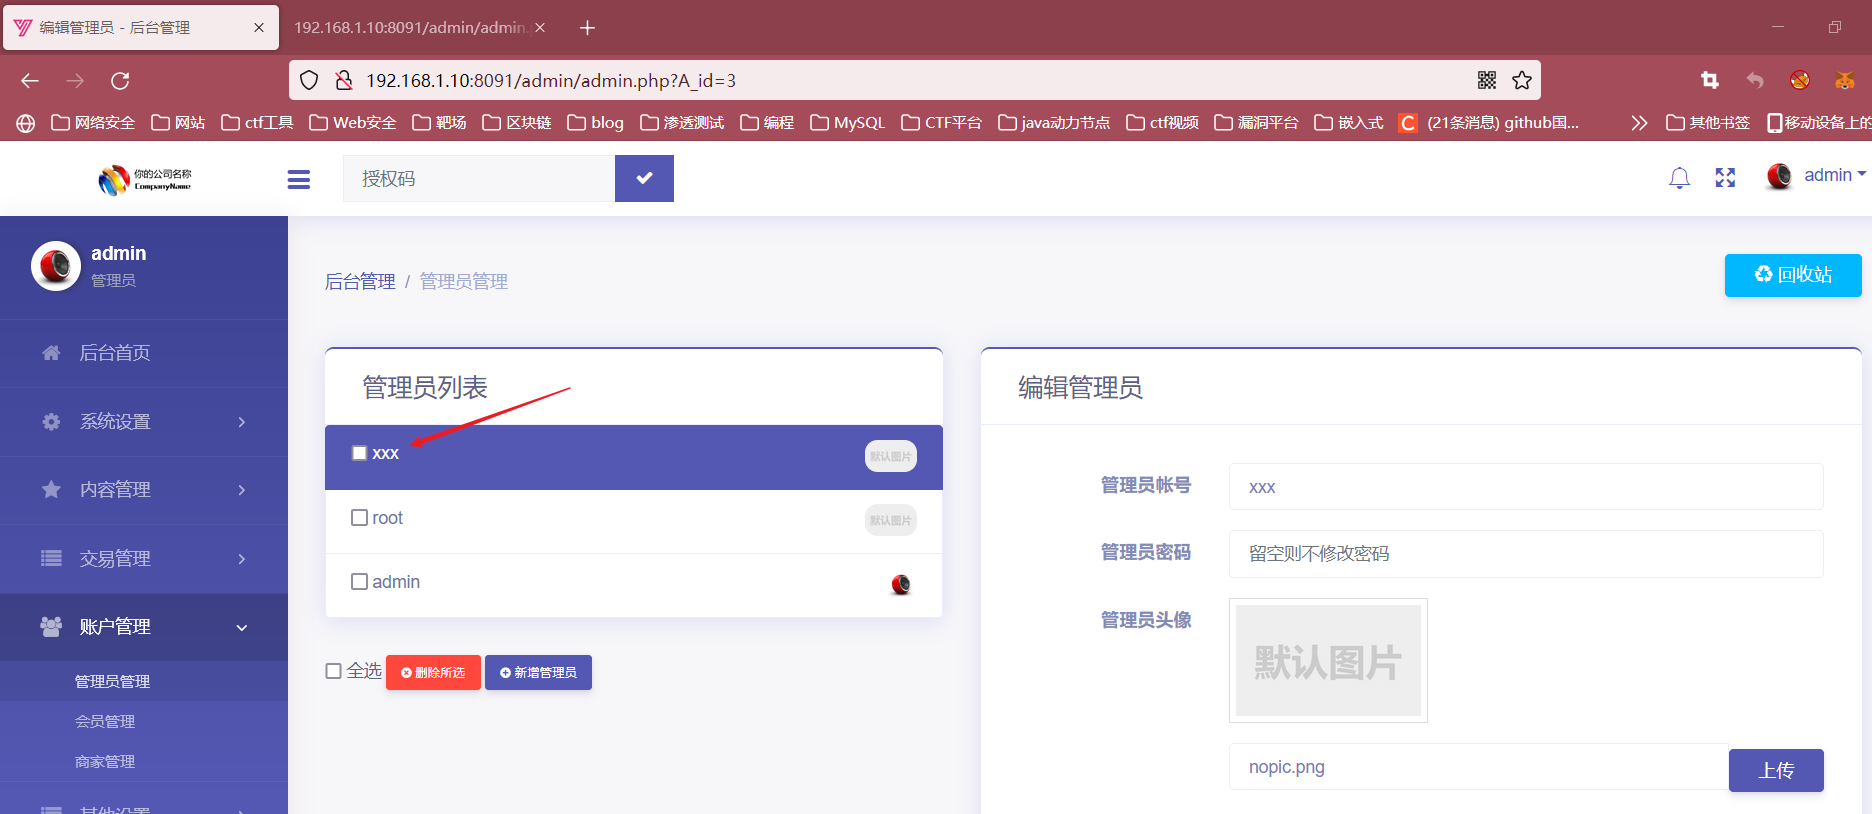 编辑管理员 - 后台管理
192.168.1.10:8091/admin/admin.
192.168.1.10:8091/admin/admin.php?A_id=3
网络安全 网站 ctf工具 Web安全 靶场 区块链 blog 渗透测试 编程 MySQL CTF平台 java动力节点 ctf视频 漏洞平台 嵌入式 C (21条消息) github国... 其他书签 移动设备上的
你的公司名称
CompanyName
授权码
admin
admin
管理员
后台首页
系统设置
内容管理
交易管理
账户管理
管理员管理
会员管理
商家管理
其他设置
后台管理 / 管理员管理
回收站
管理员列表
xxx 默认图片
root 默认图片
admin
全选 删除所选 新增管理员
编辑管理员
管理员帐号 xxx
管理员密码 留空则不修改密码
管理员头像
默认图片
nopic.png 上传